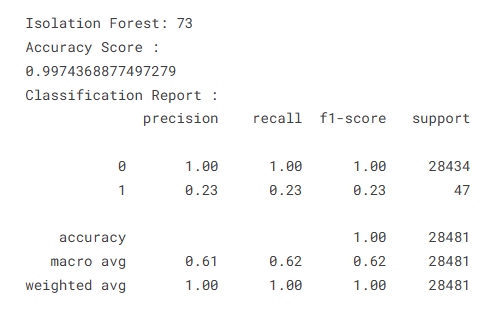 Isolation Forest: 73
Accuracy Score :
0.9974368877497279
Classification Report :
precision recall f1-score support
0 1.00 1.00 1.00 28434
1 0.23 0.23 0.23 47
accuracy 1.00 28481
macro avg 0.61 0.62 0.62 28481
weighted avg 1.00 1.00 1.00 28481